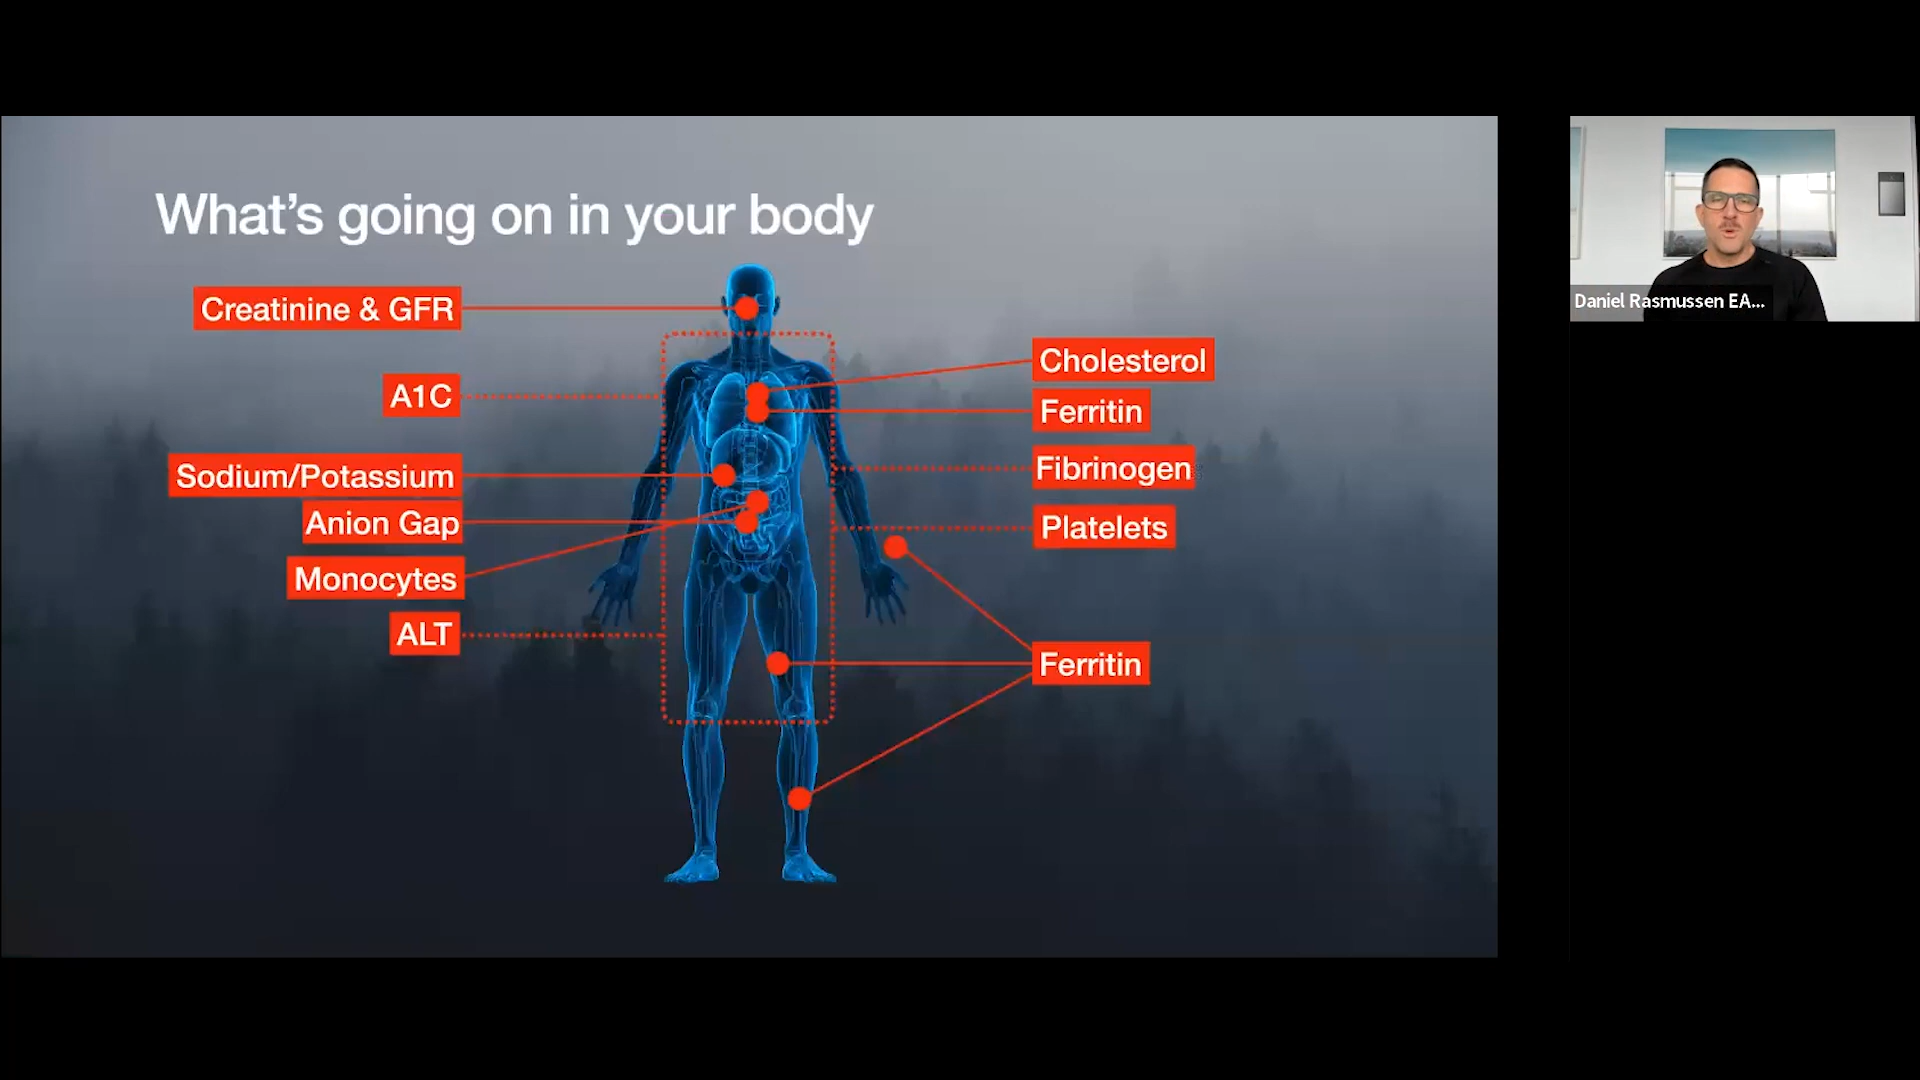 What's going on in your body
Creatinine & GFR
A1C
Sodium/Potassium
Anion Gap
Monocytes
ALT
Cholesterol
Ferritin
Fibrinogen
Platelets
Ferritin
Daniel Rasmussen EA...